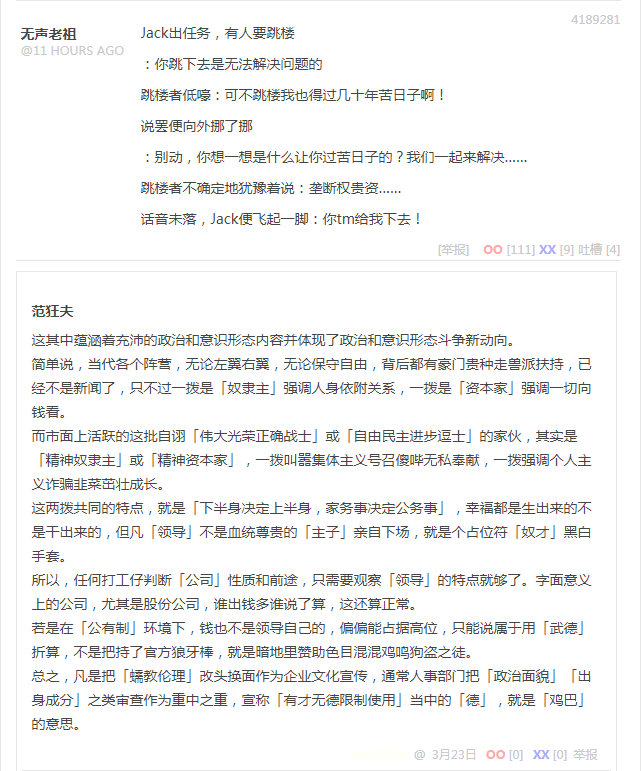 4189281
无声老祖
@11 HOURS AGO
Jack出任务，有人要跳楼
：你跳下去是无法解决问题的
跳楼者低嚎：可不跳楼我也得过几十年苦日子啊！
说罢便向外挪了挪
：别动，你想一想是什么让你过苦日子的？我们一起来解决……
跳楼者不确定地犹豫着说：垄断权贵资……
话音未落，Jack便飞起一脚：你tm给我下去！
[举报] OO [111] XX [9] 吐槽 [4]
范狂夫
这其中蕴涵着充沛的政治和意识形态内容并体现了政治和意识形态斗争新动向。
简单说，当代各个阵营，无论左翼右翼，无论保守自由，背后都有豪门贵种走兽派扶持，已
经不是新闻了，只不过一拨是「奴隶主」强调人身依附关系，一拨是「资本家」强调一切向
钱看。
而市面上活跃的这批自诩「伟大光荣正确战士」或「自由民主进步逗士」的家伙，其实是
「精神奴隶主」或「精神资本家」，一拨叫嚣集体主义号召傻哔无私奉献，一拨强调个人主
义诈骗韭菜茁壮成长。
这两拨共同的特点，就是「下半身决定上半身，家务事决定公务事」，幸福都是生出来的不
是干出来的，但凡「领导」不是血统尊贵的「主子」亲自下场，就是个占位符「奴才」黑白
手套。
所以，任何打工仔判断「公司」性质和前途，只需要观察「领导」的特点就够了。字面意义
上的公司，尤其是股份公司，谁出钱多谁说了算，这还算正常。
若是在「公有制」环境下，钱也不是领导自己的，偏偏能占据高位，只能说属于用「武德」
折算，不是把持了官方狼牙棒，就是暗地里赞助色目混混鸡鸣狗盗之徒。
总之，凡是把「蟠教伦理」改头换面作为企业文化宣传，通常人事部门把「政治面貌」「出
身成分」之类审查作为重中之重，宣称「有才无德限制使用」当中的「德」，就是「鸡巴」
的意思。
@ 3月23日 OO [0] XX [0] 举报